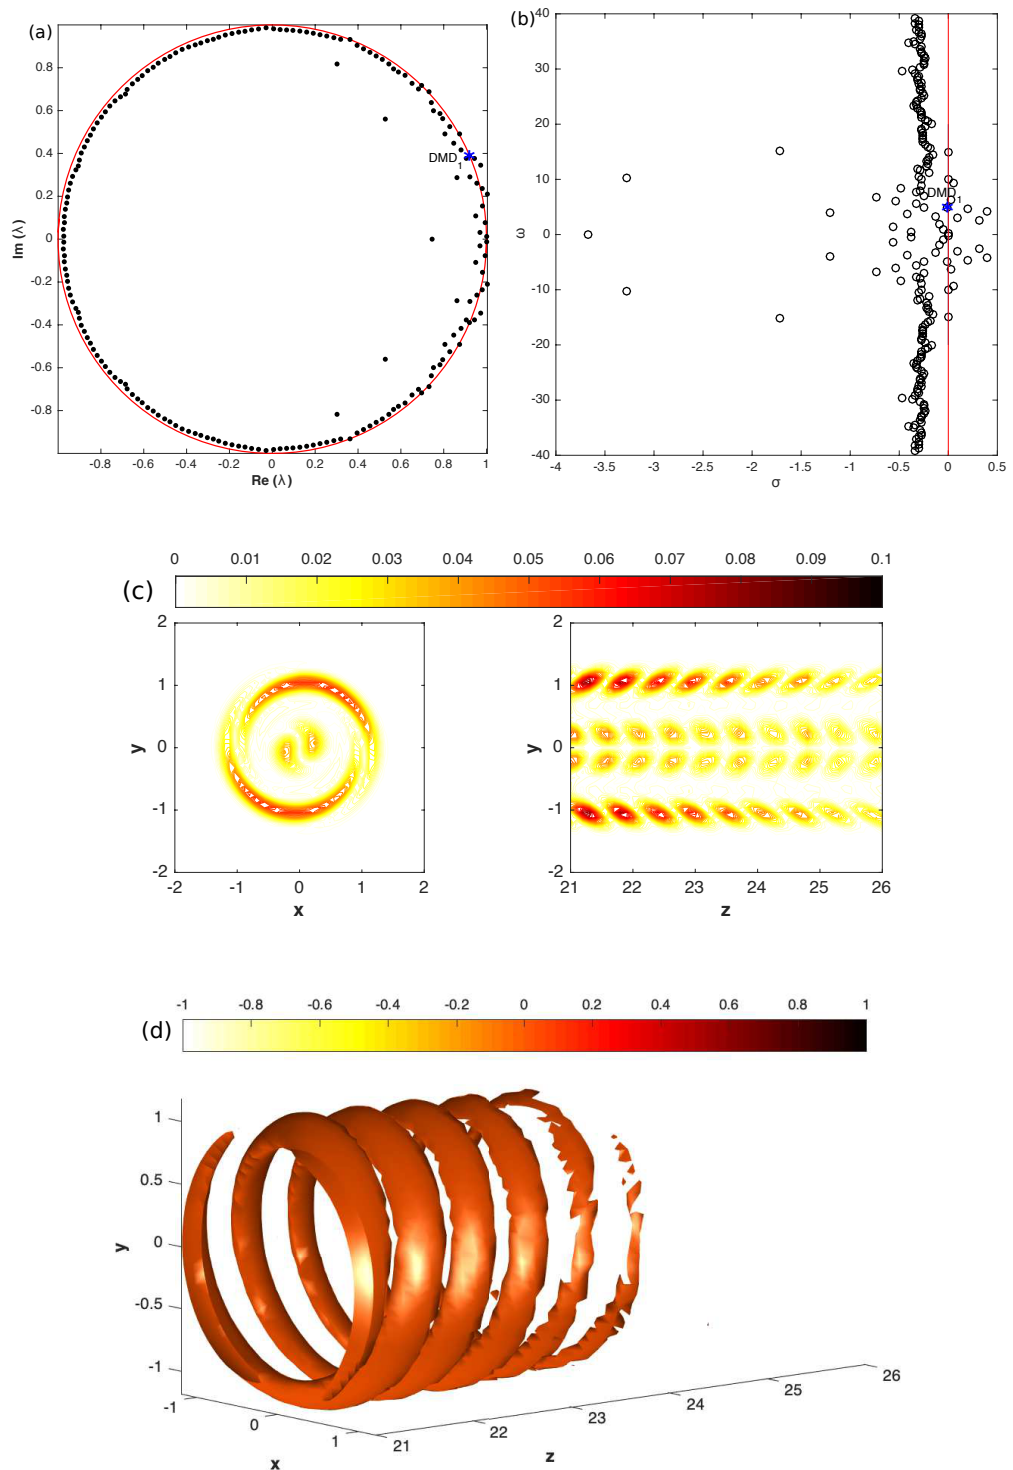 (a)
0.8
0.6
0.4
0.2
0
-0.2
-0.4
-0.6
-0.8
Im (λ)
DMD1
-0.8 -0.6 -0.4 -0.2 0 0.2 0.4 0.6 0.8 1
Re (λ)
(b)
40
30
20
10
0
-10
-20
-30
-40
ω
DMD1
-4 -3.5 -3 -2.5 -2 -1.5 -1 -0.5 0 0.5
σ
(c)
0 0.01 0.02 0.03 0.04 0.05 0.06 0.07 0.08 0.09 0.1
2
1
0
-1
-2
y
-2 -1 0 1 2
x
2
1
0
-1
-2
y
21 22 23 24 25 26
z
(d)
-1 -0.8 -0.6 -0.4 -0.2 0 0.2 0.4 0.6 0.8 1
1
0.5
0
-0.5
-1
y
-1 0 1
x
21 22 23 24 25 26
z